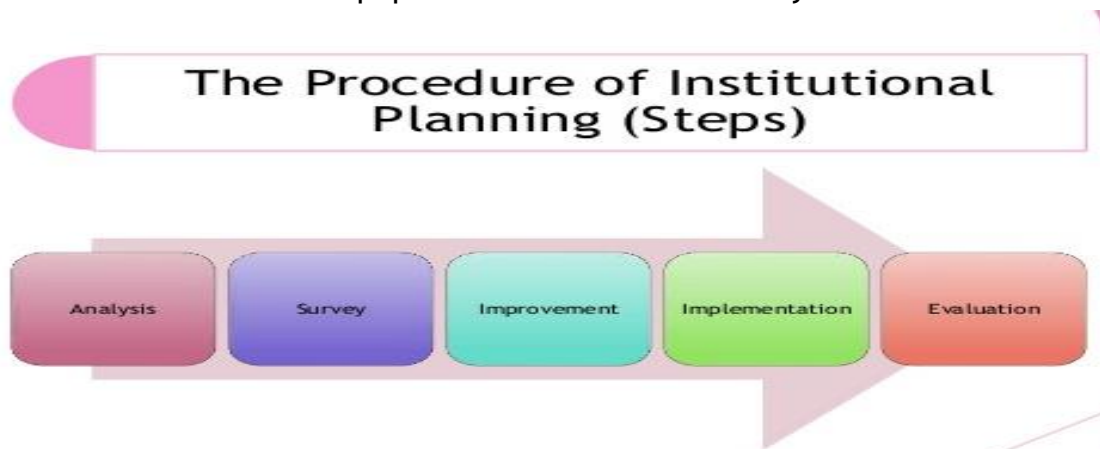 The Procedure of Institutional
Planning (Steps)
Analysis
Survey
Improvement
Implementation
Evaluation